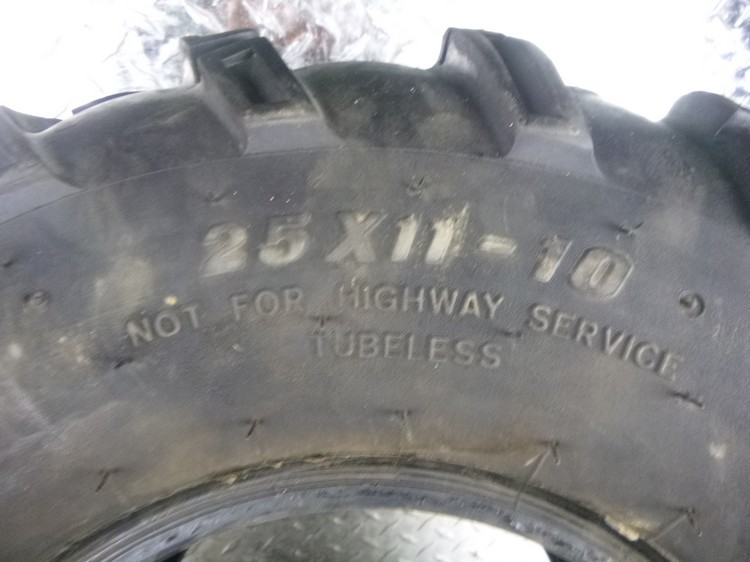 25X11-10
NOT FOR HIGHWAY SERVICE
TUBELESS